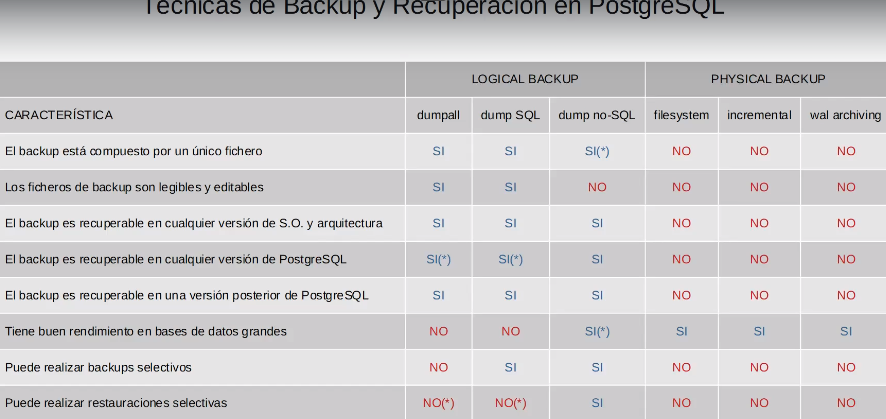 Técnicas de Backup y Recuperación en PostgreSQL
LOGICAL BACKUP PHYSICAL BACKUP
CARACTERÍSTICA dumpall dump SQL dump no-SQL filesystem incremental wal archiving
El backup está compuesto por un único fichero SI SI SI(*) NO NO NO
Los ficheros de backup son legibles y editables SI SI NO NO NO NO
El backup es recuperable en cualquier versión de S.O. y arquitectura SI SI SI NO NO NO
El backup es recuperable en cualquier versión de PostgreSQL SI(*) SI(*) SI NO NO NO
El backup es recuperable en una versión posterior de PostgreSQL SI SI SI NO NO NO
Tiene buen rendimiento en bases de datos grandes NO NO SI(*) SI SI SI
Puede realizar backups selectivos NO SI SI NO NO NO
Puede realizar restauraciones selectivas NO(*) NO(*) SI NO NO NO